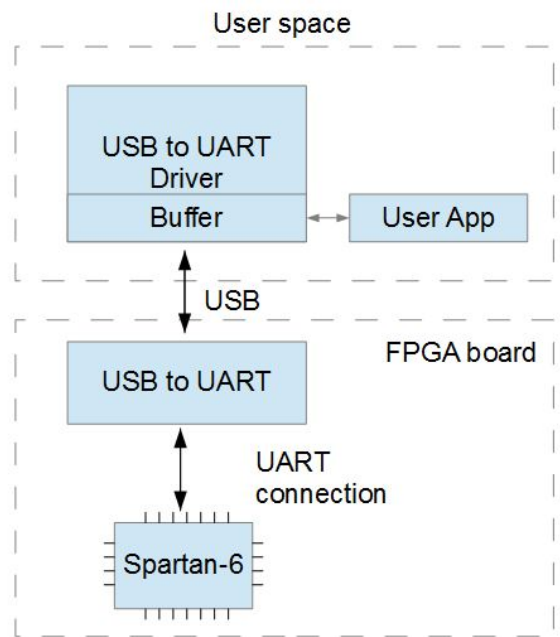 User space
USB to UART
Driver
Buffer
User App
USB
FPGA board
USB to UART
UART
connection
Spartan-6